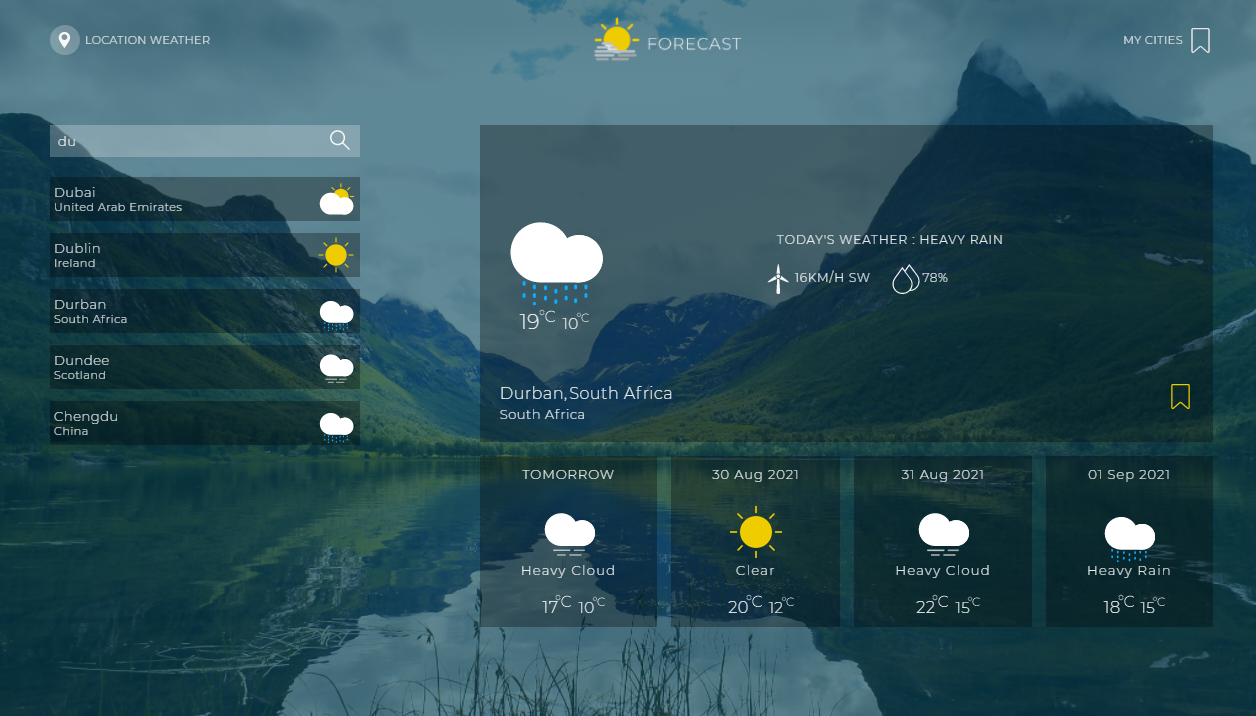 LOCATION WEATHER
FORECAST
MY CITIES
du
Dubai
United Arab Emirates
Dublin
Ireland
Durban
South Africa
Dundee
Scotland
Chengdu
China
TODAY'S WEATHER : HEAVY RAIN
16KM/H SW 78%
19°C 10°C
Durban, South Africa
South Africa
TOMORROW
Heavy Cloud
17°C 10°C
30 Aug 2021
Clear
20°C 12°C
31 Aug 2021
Heavy Cloud
22°C 15°C
01 Sep 2021
Heavy Rain
18°C 15°C